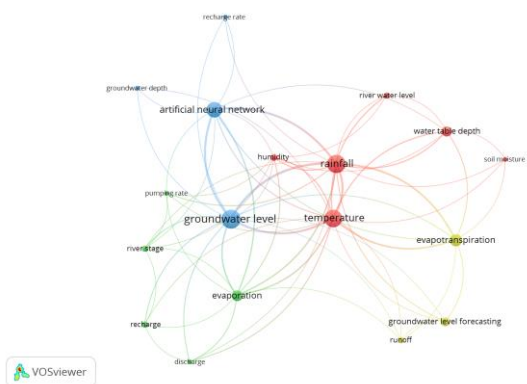 recharge rate
groundwater depth
artificial neural network
river water level
water table depth
humidity
rainfall
soil moisture
pumping rate
groundwater level
temperature
river stage
evapotranspiration
evaporation
recharge
groundwater level forecasting
runoff
discharge
VOSviewer